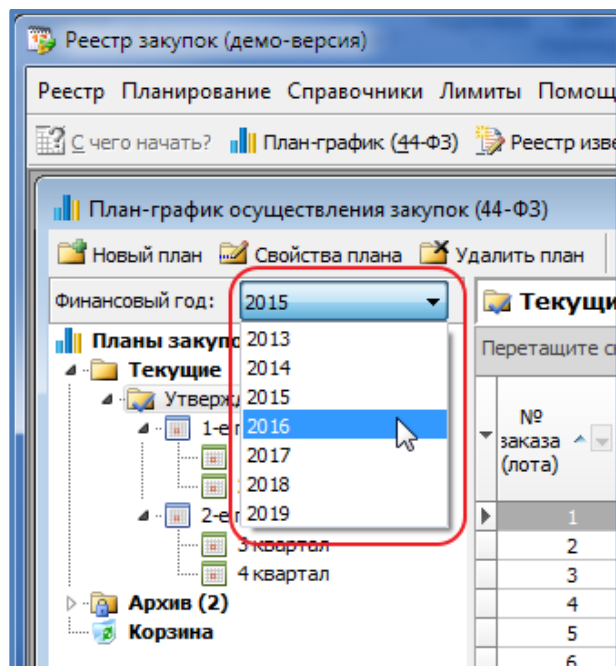 Реестр закупок (демо-версия)
Реестр Планирование Справочники Лимиты Помощ
С чего начать? План-график (44-ФЗ) Реестр изве
План-график осуществления закупок (44-ФЗ)
Новый план Свойства плана Удалить план
Финансовый год: 2015
Текущи
Планы закупо
2013
Перетащите с
Текущие
2014
Утвержд
2015
1-е п
2016
№
заказа
(лота)
2017
2018
2-е п
2019
1
3 квартал
2
4 квартал
3
Архив (2)
4
Корзина
5
6